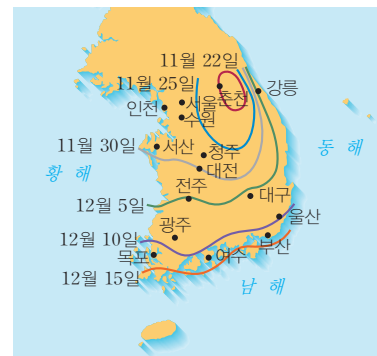 11월 22일
11월 25일
강릉
서울
춘천
인천
수원
동 해
11월 30일
서산
청주
대전
황 해
전주
대구
12월 5일
울산
광주
12월 10일
부산
목포
여수
12월 15일
남 해